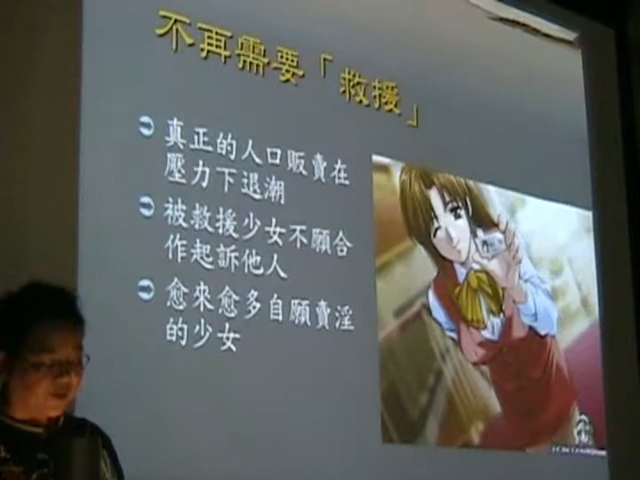 不再需要「救援」
真正的人口販賣在
壓力下退潮
被救援少女不願合
作起訴他人
愈來愈多自願賣淫
的少女